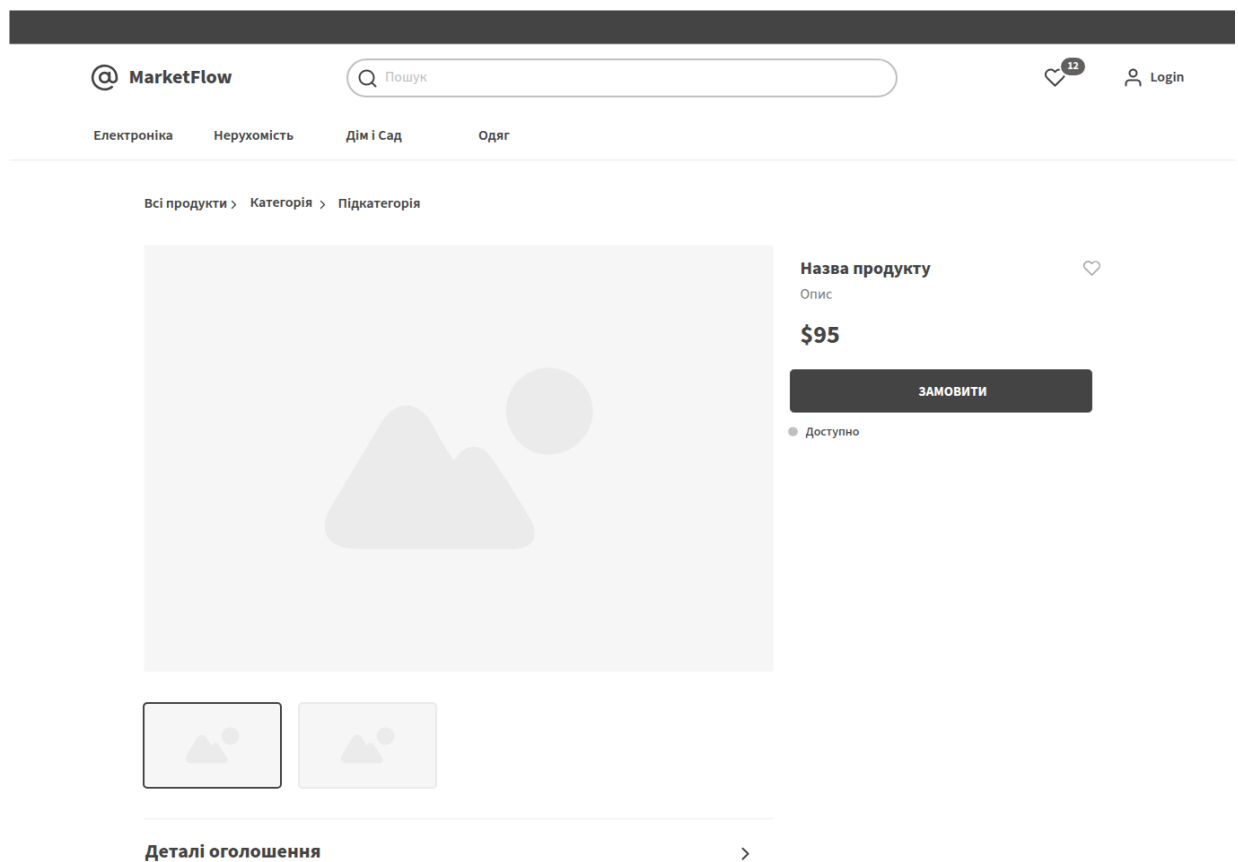 MarketFlow
Пошук
12
Login
Електроніка Нерухомість Дім і Сад Одяг
Всі продукти > Категорія > Підкатегорія
Назва продукту
Опис
$95
ЗАМОВИТИ
Доступно
Деталі оголошення